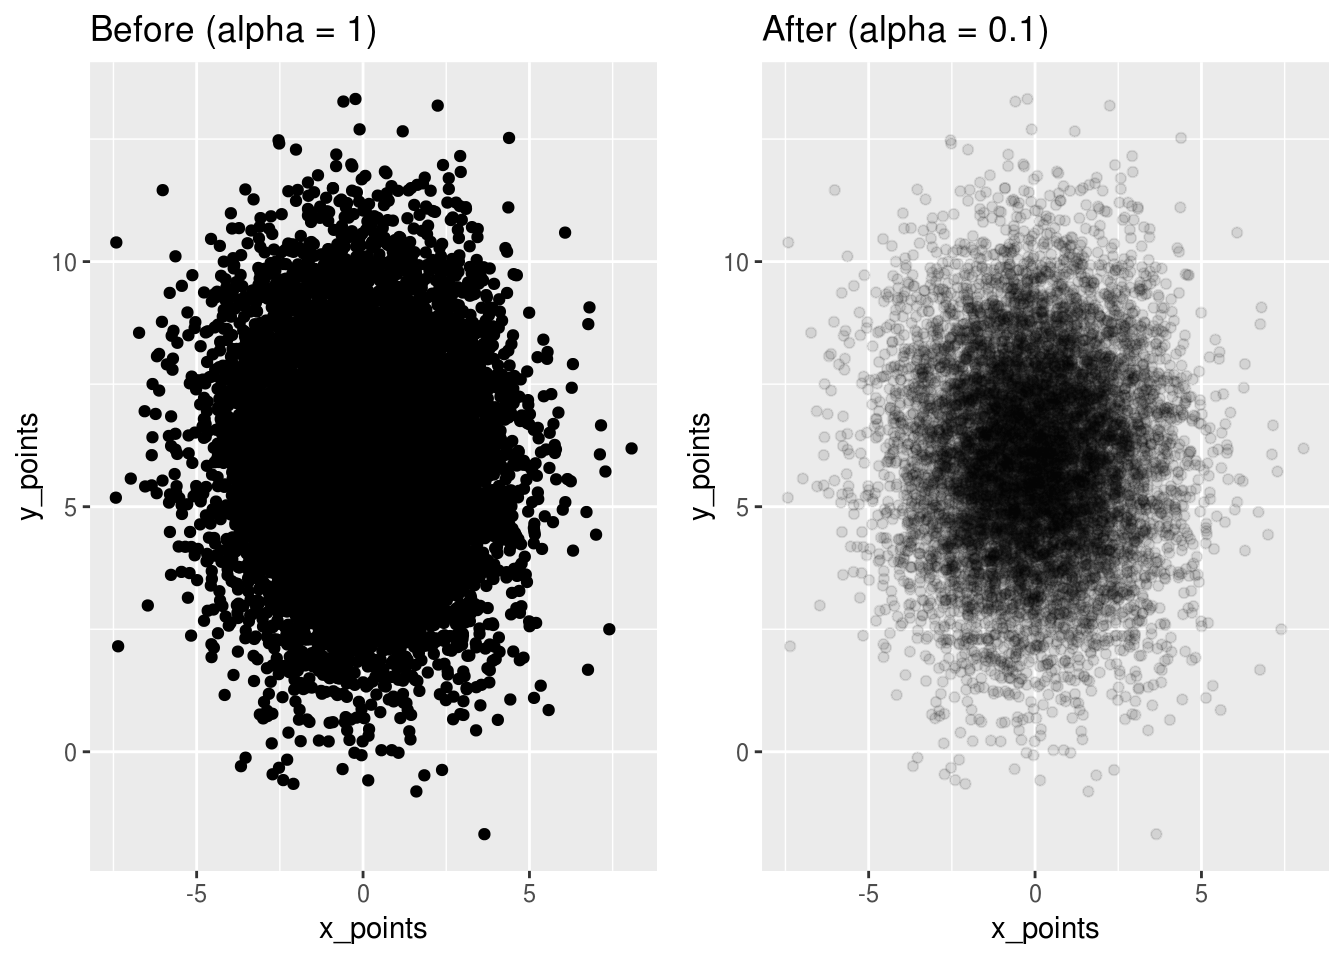 Before (alpha = 1)
y_points
10
5
0
-5 0 5
x_points
After (alpha = 0.1)
y_points
10
5
0
-5 0 5
x_points